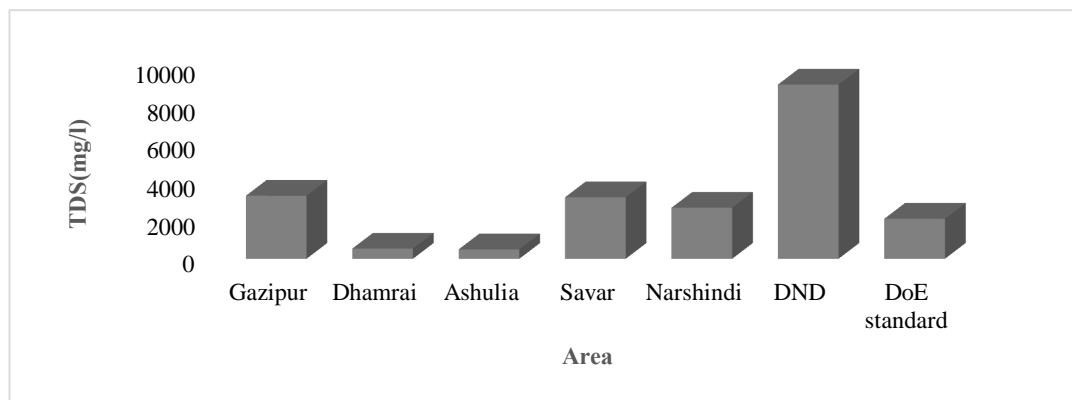 TDS(mg/l)
10000
8000
6000
4000
2000
0
Gazipur Dhamrai Ashulia Savar Narshindi DND DoE
standard
Area